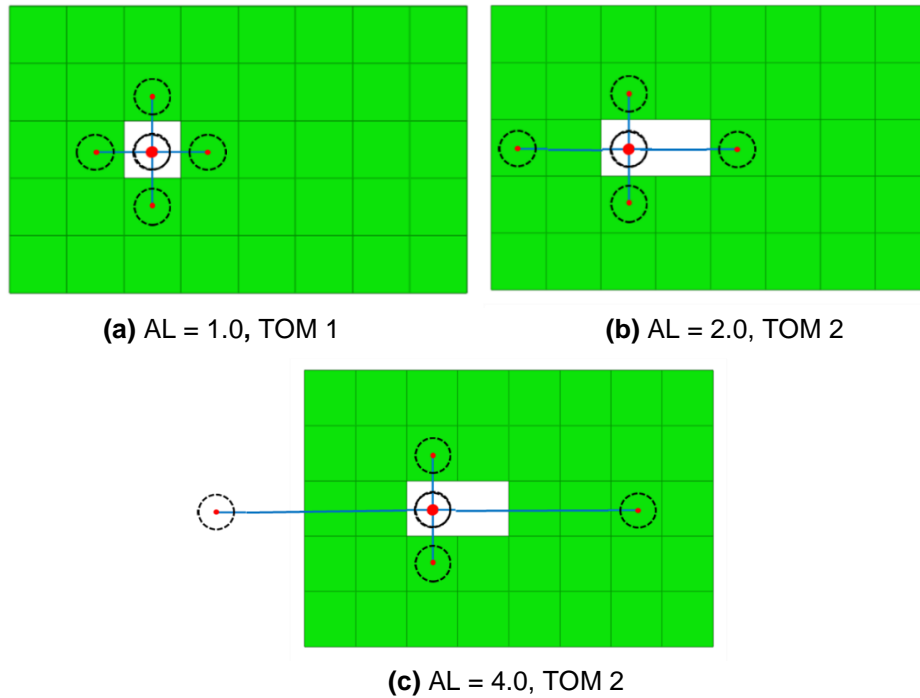 (a) AL = 1.0, TOM 1
(b) AL = 2.0, TOM 2
(c) AL = 4.0, TOM 2